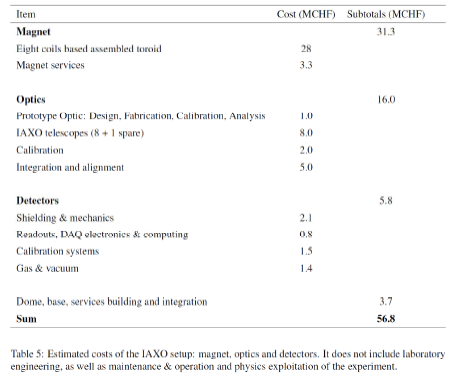 Item Cost (MCHF) Subtotals (MCHF)
Magnet 31.3
Eight coils based assembled toroid 28
Magnet services 3.3
Optics 16.0
Prototype Optic: Design, Fabrication, Calibration, Analysis 1.0
IAXO telescopes (8 + 1 spare) 8.0
Calibration 2.0
Integration and alignment 5.0
Detectors 5.8
Shielding & mechanics 2.1
Readouts, DAQ electronics & computing 0.8
Calibration systems 1.5
Gas & vacuum 1.4
Dome, base, services building and integration 3.7
Sum 56.8
Table 5: Estimated costs of the IAXO setup: magnet, optics and detectors. It does not include laboratory
engineering, as well as maintenance & operation and physics exploitation of the experiment.